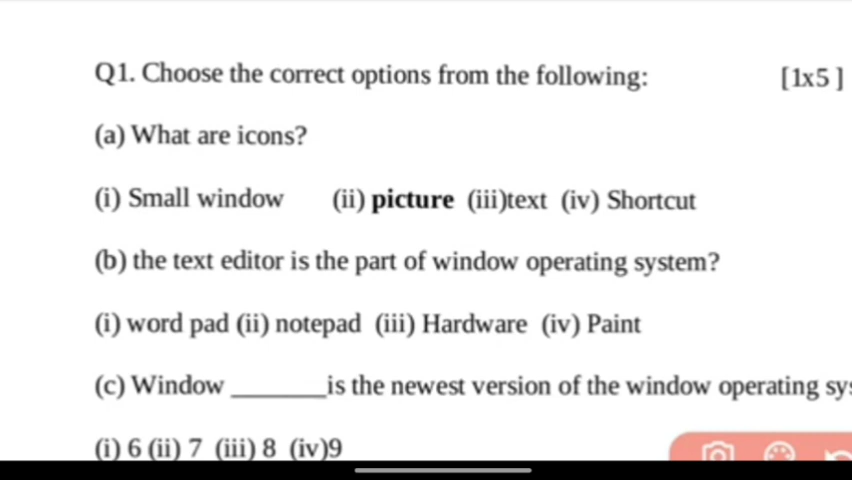 Q1. Choose the correct options from the following: [1x5 ]
(a) What are icons?
(i) Small window (ii) picture (iii)text (iv) Shortcut
(b) the text editor is the part of window operating system?
(i) word pad (ii) notepad (iii) Hardware (iv) Paint
(c) Window _______is the newest version of the window operating
(i) 6 (ii) 7 (iii) 8 (iv)9